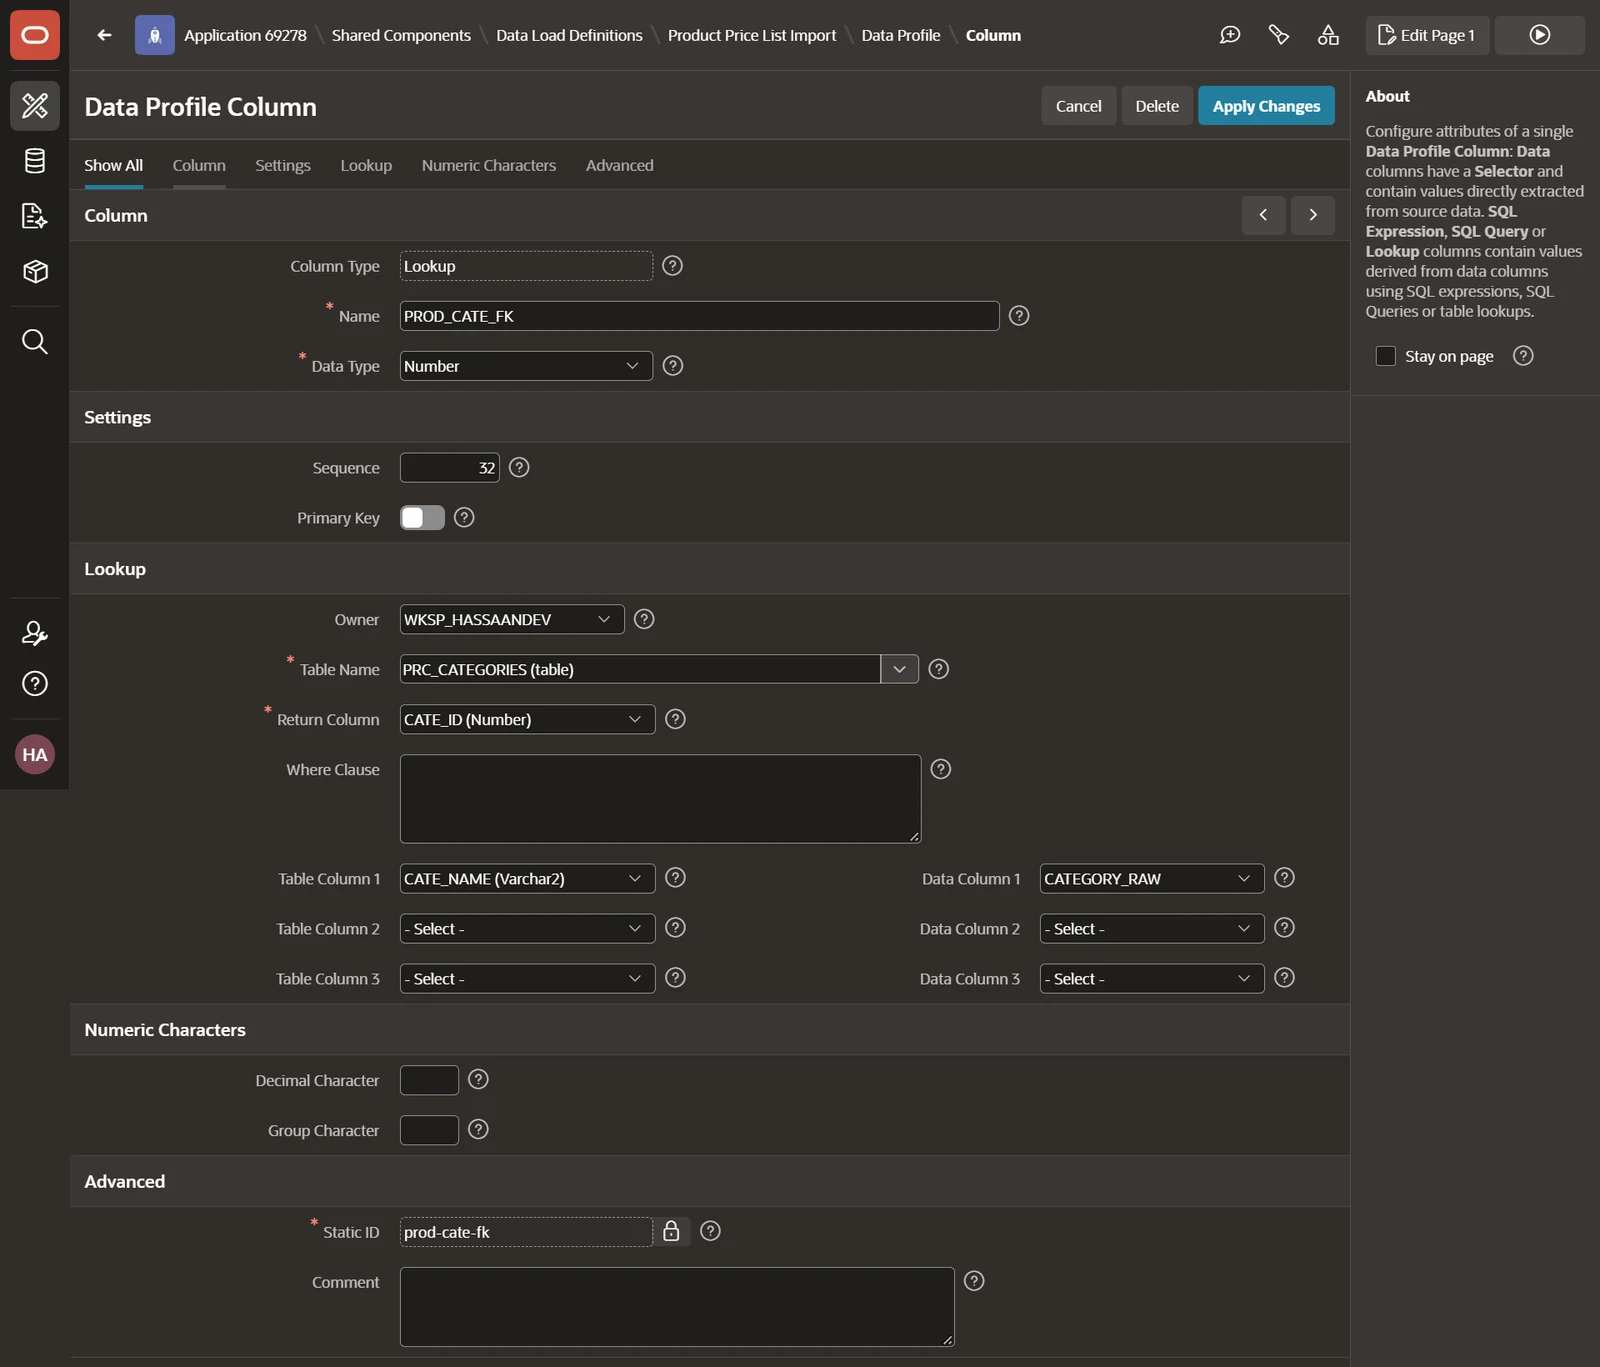 Application 69278 \ Shared Components \ Data Load Definitions \ Product Price List Import \ Data Profile \ Column
Edit Page 1
Data Profile Column
Cancel
Delete
Apply Changes
Show All
Column
Settings
Lookup
Numeric Characters
Advanced
Column
Column Type
Lookup
* Name
PROD_CATE_FK
* Data Type
Number
Settings
Sequence
32
Primary Key
Lookup
Owner
WKSP_HASSAANDEV
* Table Name
PRC_CATEGORIES (table)
* Return Column
CATE_ID (Number)
Where Clause
Table Column 1
CATE_NAME (Varchar2)
Data Column 1
CATEGORY_RAW
Table Column 2
- Select -
Data Column 2
- Select -
Table Column 3
- Select -
Data Column 3
- Select -
Numeric Characters
Decimal Character
Group Character
Advanced
* Static ID
prod-cate-fk
Comment
About
Configure attributes of a single
Data Profile Column: Data
columns have a Selector and
contain values directly extracted
from source data. SQL
Expression, SQL Query or
Lookup columns contain values
derived from data columns
using SQL expressions, SQL
Queries or table lookups.
Stay on page
HA